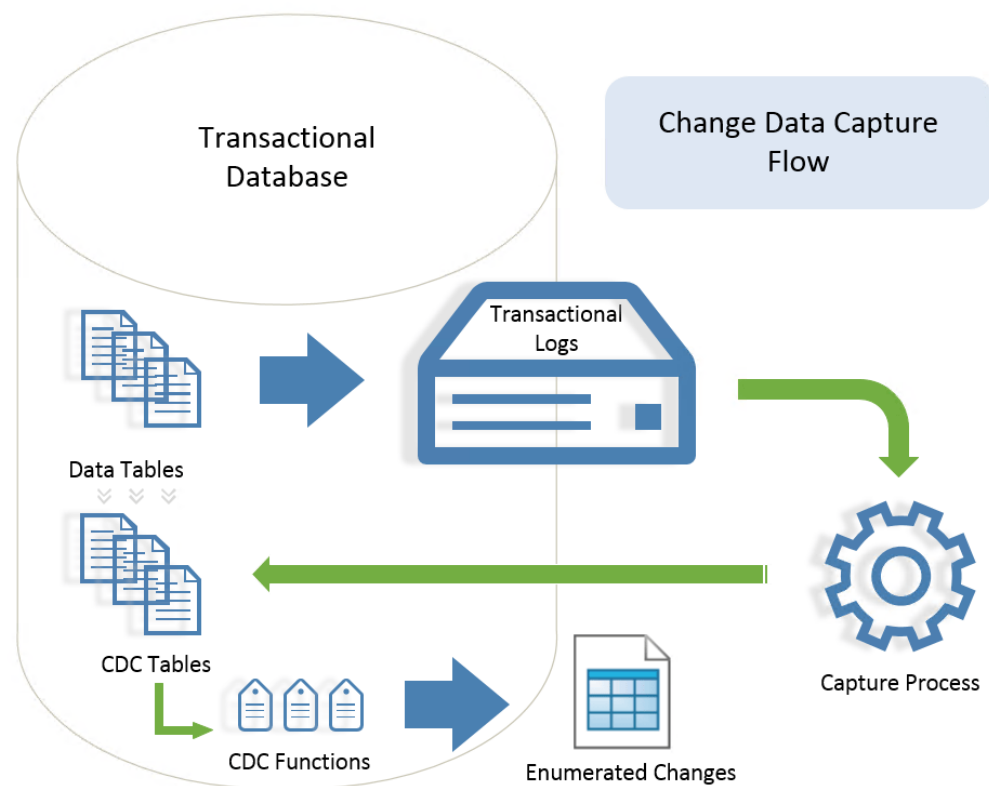 Transactional
Database
Change Data Capture
Flow
Transactional
Logs
Data Tables
CDC Tables
Capture Process
CDC Functions
Enumerated Changes